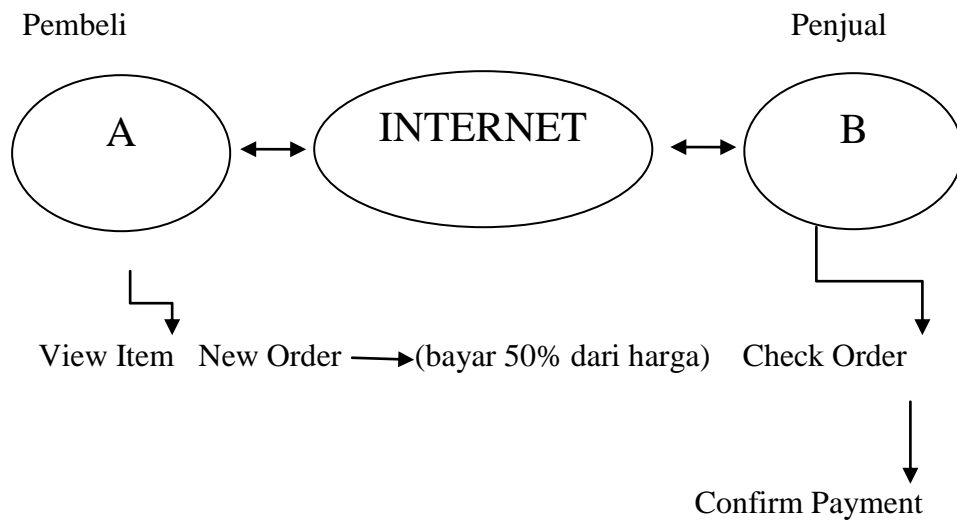 Pembeli Penjual
A INTERNET B
View Item New Order (bayar 50% dari harga) Check Order
Confirm Payment